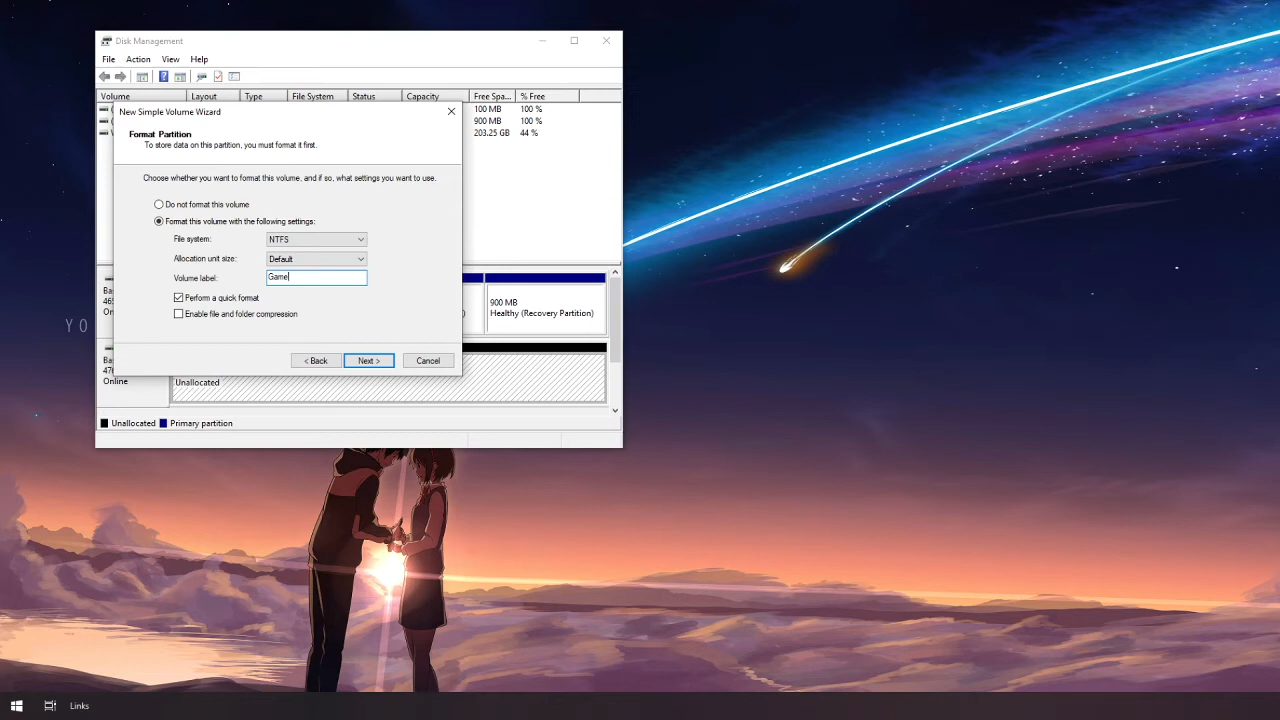 Disk Management
File Action View Help
Volume Layout Type File System Status Capacity Free Spa... % Free
New Simple Volume Wizard
100 MB 100 %
900 MB 100 %
203.25 GB 44 %
Format Partition
To store data on this partition, you must format it first.
Choose whether you want to format this volume, and if so, what settings you want to use.
Do not format this volume
Format this volume with the following settings:
File system: NTFS
Allocation unit size: Default
Volume label: Game
Perform a quick format
Enable file and folder compression
< Back Next > Cancel
Ba
465
On
900 MB
Healthy (Recovery Partition)
YO
Ba
476
Online
Unallocated
Unallocated Primary partition
Links